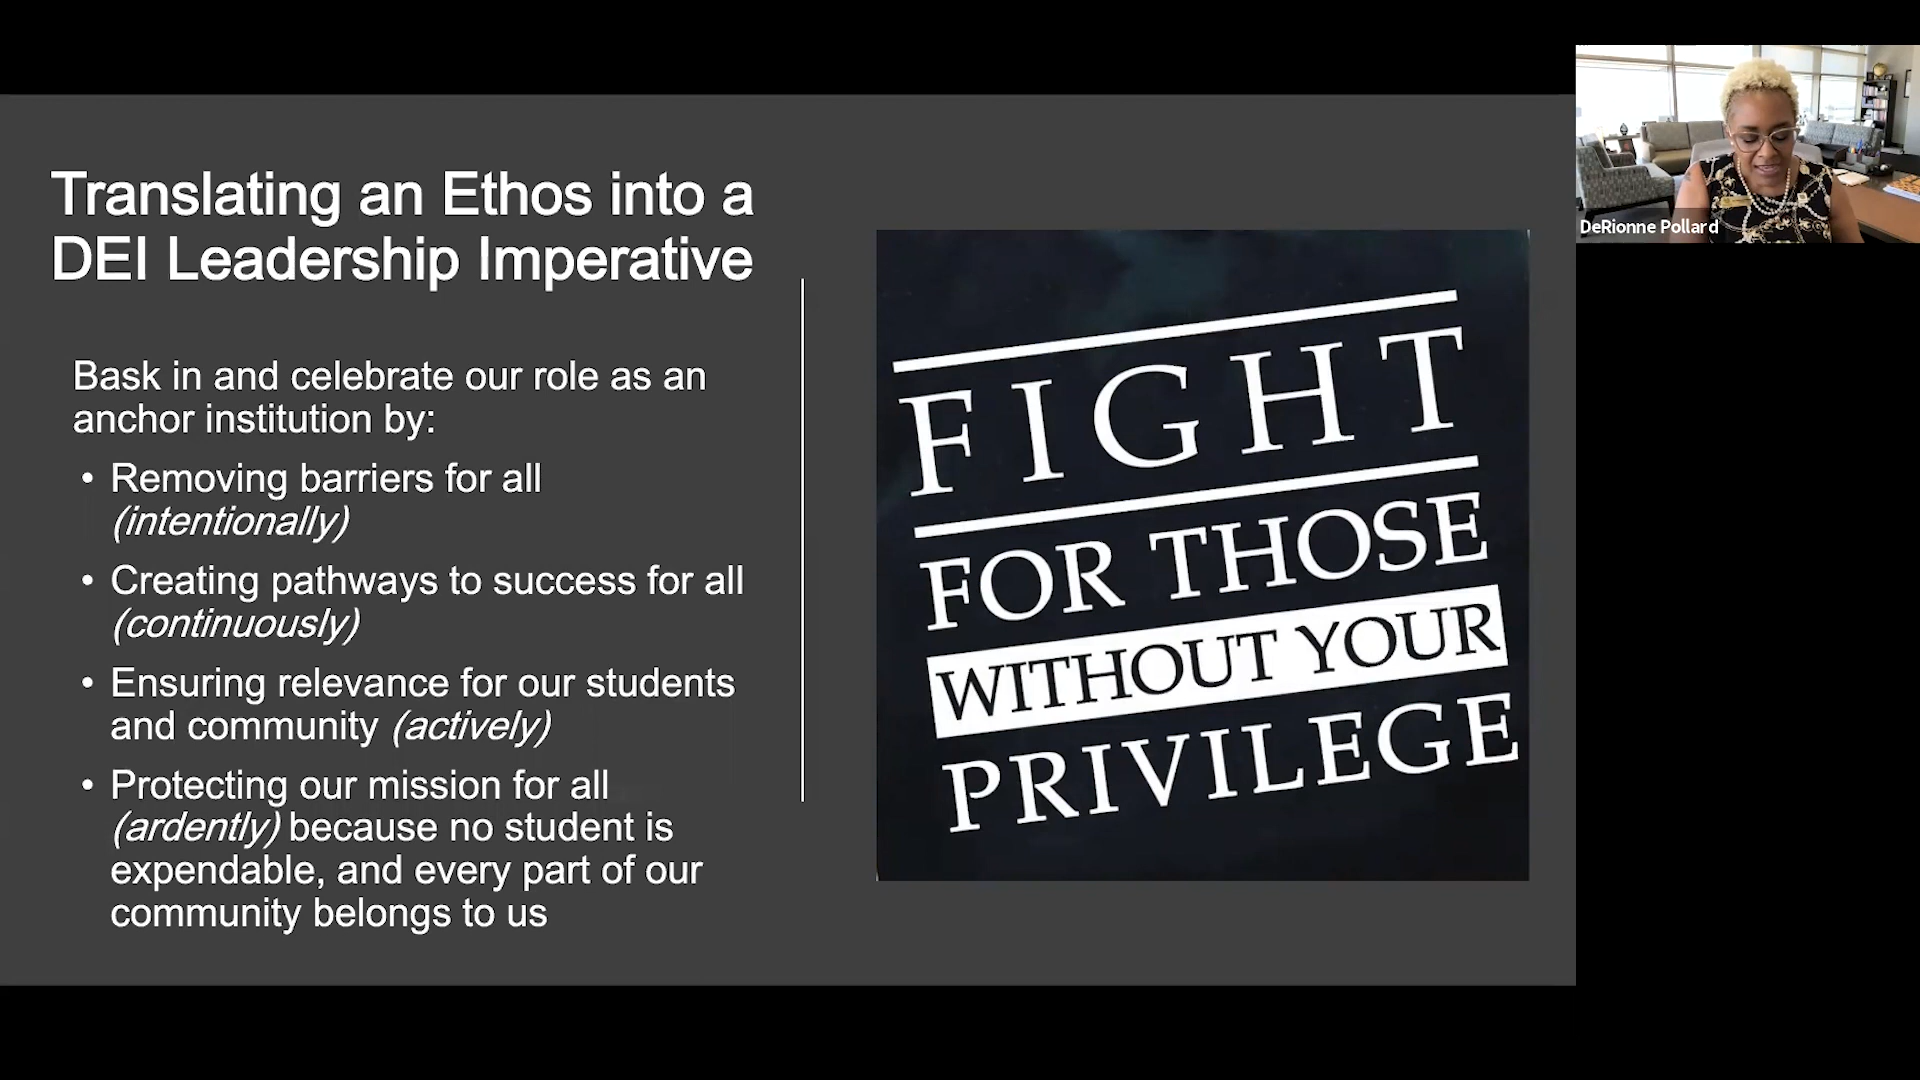 Translating an Ethos into a
DEI Leadership Imperative
Bask in and celebrate our role as an
anchor institution by:
• Removing barriers for all
(intentionally)
• Creating pathways to success for all
(continuously)
• Ensuring relevance for our students
and community (actively)
• Protecting our mission for all
(ardently) because no student is
expendable, and every part of our
community belongs to us
FIGHT
FOR THOSE
WITHOUT YOUR
PRIVILEGE
DeRionne Pollard